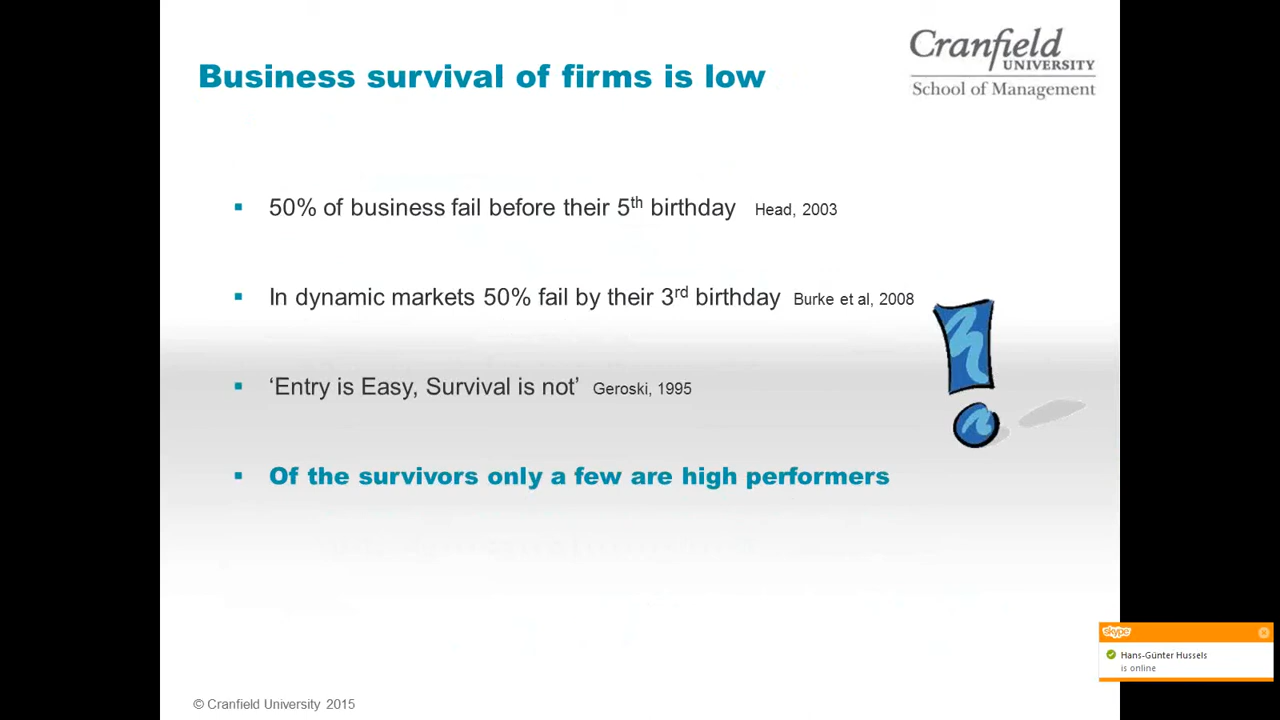 Cranfield
UNIVERSITY
School of Management
Business survival of firms is low
▪ 50% of business fail before their 5th birthday Head, 2003
▪ In dynamic markets 50% fail by their 3rd birthday Burke et al, 2008
▪ ‘Entry is Easy, Survival is not’ Geroski, 1995
▪ Of the survivors only a few are high performers
skype
Hans-Günter Hussels
is online
© Cranfield University 2015